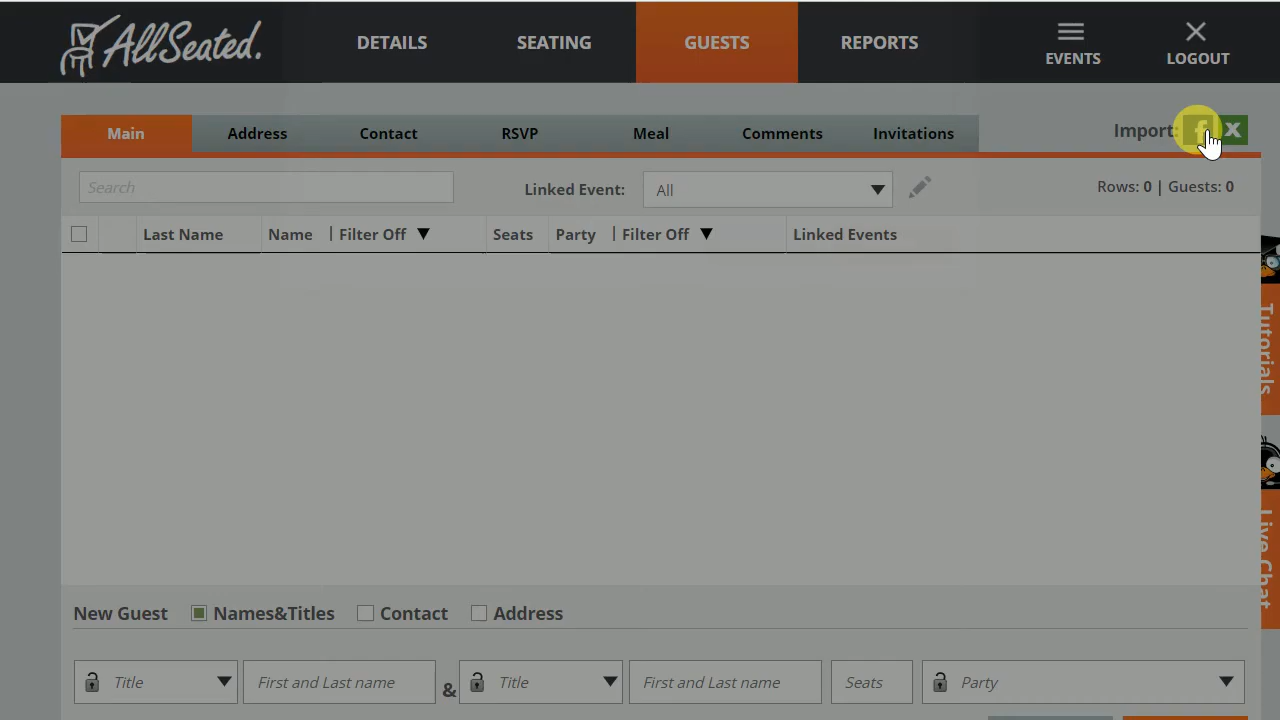 AllSeated.
DETAILS
SEATING
GUESTS
REPORTS
EVENTS
LOGOUT
Main
Address
Contact
RSVP
Meal
Comments
Invitations
Import:
f
X
Search
Linked Event:
All
Rows: 0 | Guests: 0
Last Name
Name | Filter Off
Seats
Party | Filter Off
Linked Events
Tutorials
Live Chat
New Guest
Names&Titles
Contact
Address
Title
First and Last name
&
Title
First and Last name
Seats
Party